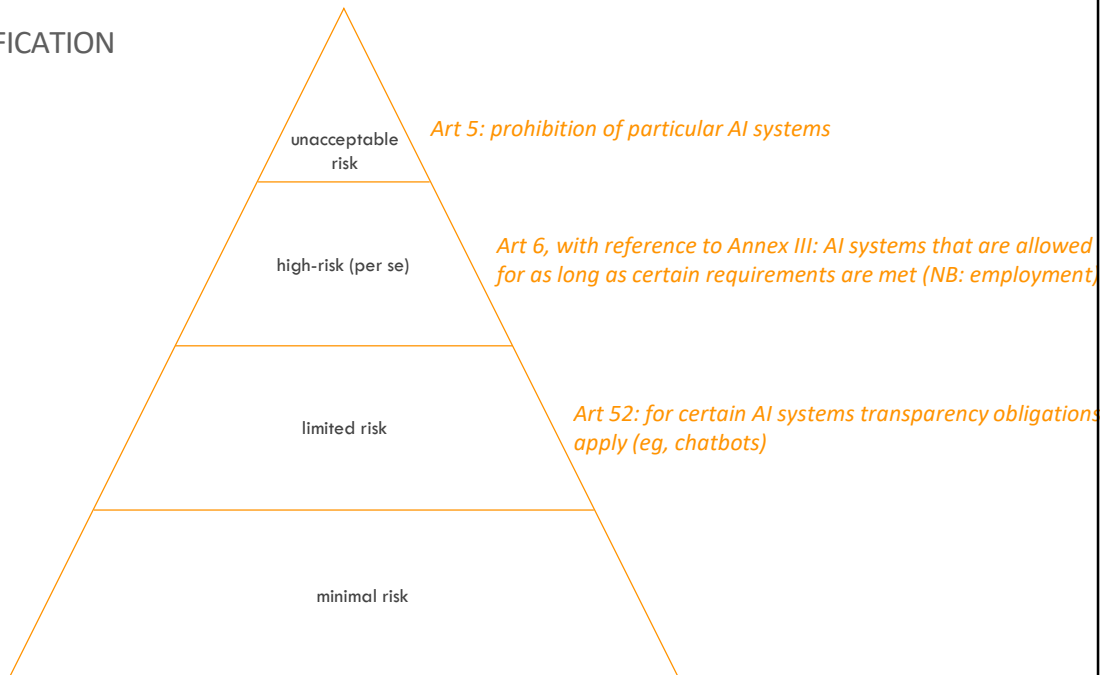 FICATION
unacceptable
risk
Art 5: prohibition of particular AI systems
high-risk (per se)
Art 6, with reference to Annex III: AI systems that are allowed
for as long as certain requirements are met (NB: employment)
limited risk
Art 52: for certain AI systems transparency obligations
apply (eg, chatbots)
minimal risk